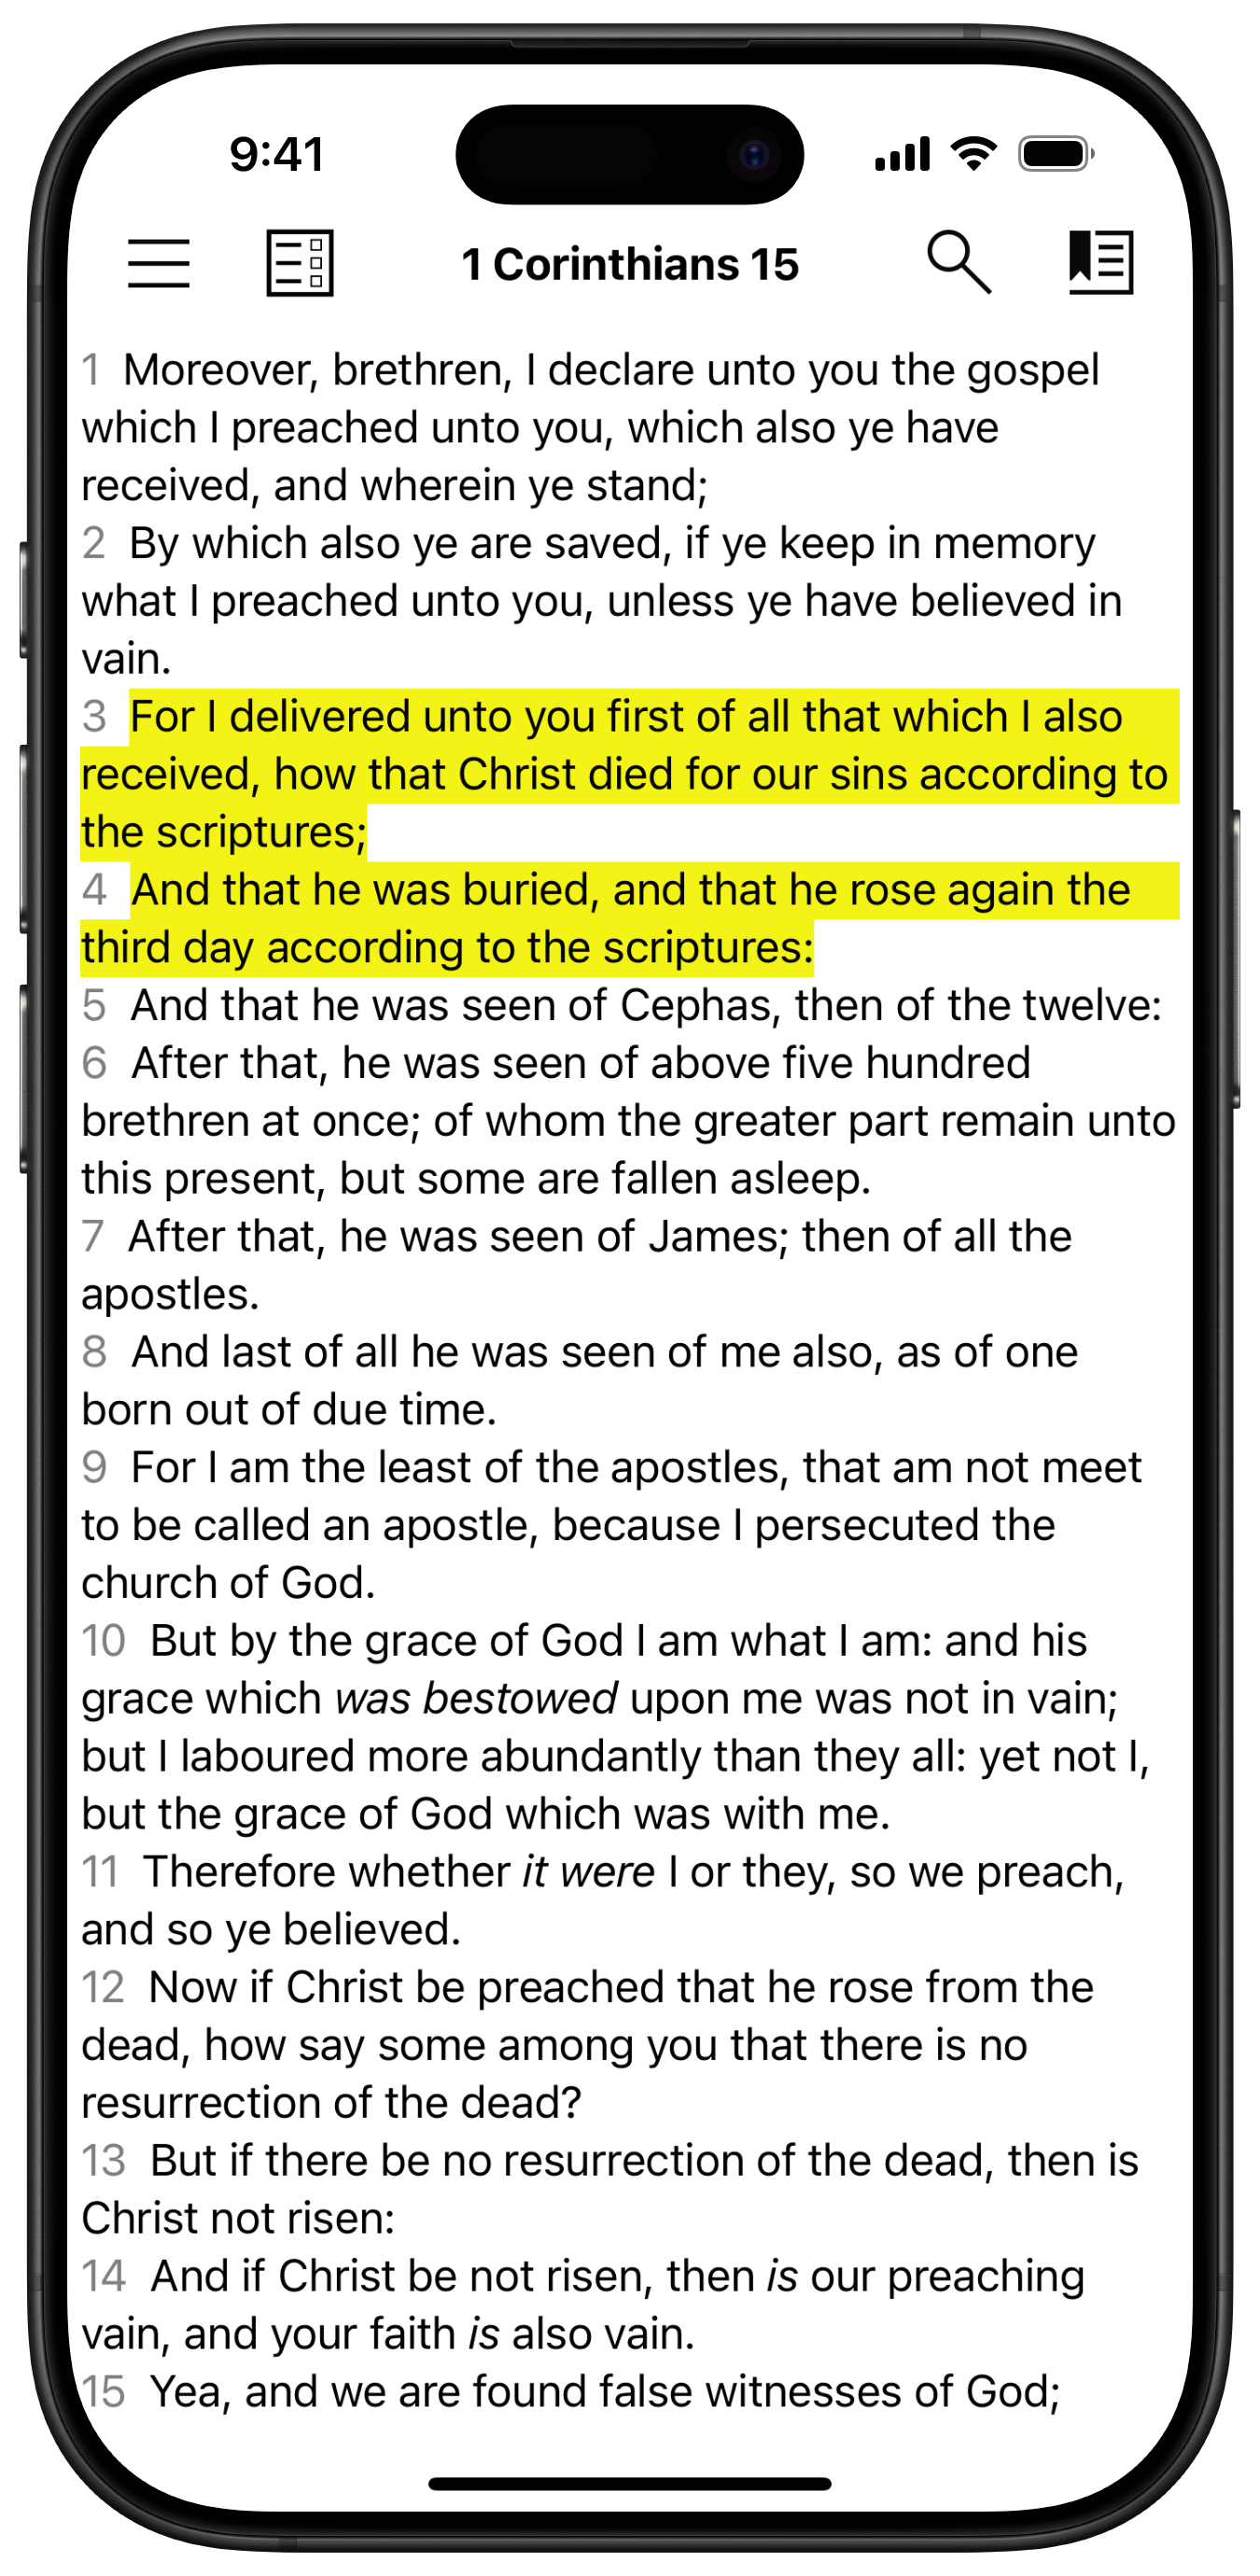 9:41
1 Corinthians 15
1 Moreover, brethren, I declare unto you the gospel
which I preached unto you, which also ye have
received, and wherein ye stand;
2 By which also ye are saved, if ye keep in memory
what I preached unto you, unless ye have believed in
vain.
3 For I delivered unto you first of all that which I also
received, how that Christ died for our sins according to
the scriptures;
4 And that he was buried, and that he rose again the
third day according to the scriptures:
5 And that he was seen of Cephas, then of the twelve:
6 After that, he was seen of above five hundred
brethren at once; of whom the greater part remain unto
this present, but some are fallen asleep.
7 After that, he was seen of James; then of all the
apostles.
8 And last of all he was seen of me also, as of one
born out of due time.
9 For I am the least of the apostles, that am not meet
to be called an apostle, because I persecuted the
church of God.
10 But by the grace of God I am what I am: and his
grace which was bestowed upon me was not in vain;
but I laboured more abundantly than they all: yet not I,
but the grace of God which was with me.
11 Therefore whether it were I or they, so we preach,
and so ye believed.
12 Now if Christ be preached that he rose from the
dead, how say some among you that there is no
resurrection of the dead?
13 But if there be no resurrection of the dead, then is
Christ not risen:
14 And if Christ be not risen, then is our preaching
vain, and your faith is also vain.
15 Yea, and we are found false witnesses of God;